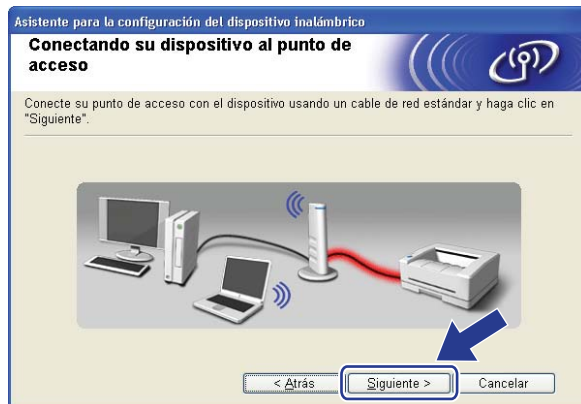 Asistente para la configuración del dispositivo inalámbrico
Conectando su dispositivo al punto de
acceso
Conecte su punto de acceso con el dispositivo usando un cable de red estándar y haga clic en
"Siguiente".
< Atrás Siguiente > Cancelar